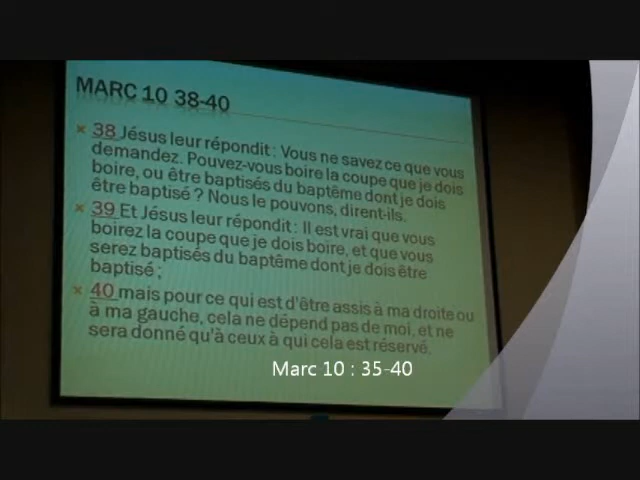 MARC 10 38-40
38 Jésus leur répondit : Vous ne savez ce que vous
demandez. Pouvez-vous boire la coupe que je dois
boire, ou être baptisés du baptême dont je dois
être baptisé ? Nous le pouvons, dirent-ils.
39 Et Jésus leur répondit : Il est vrai que vous
boirez la coupe que je dois boire, et que vous
serez baptisés du baptême dont je dois être
baptisé ;
40 mais pour ce qui est d'être assis à ma droite ou
à ma gauche, cela ne dépend pas de moi, et ne
sera donné qu'à ceux à qui cela est réservé.
Marc 10 : 35-40